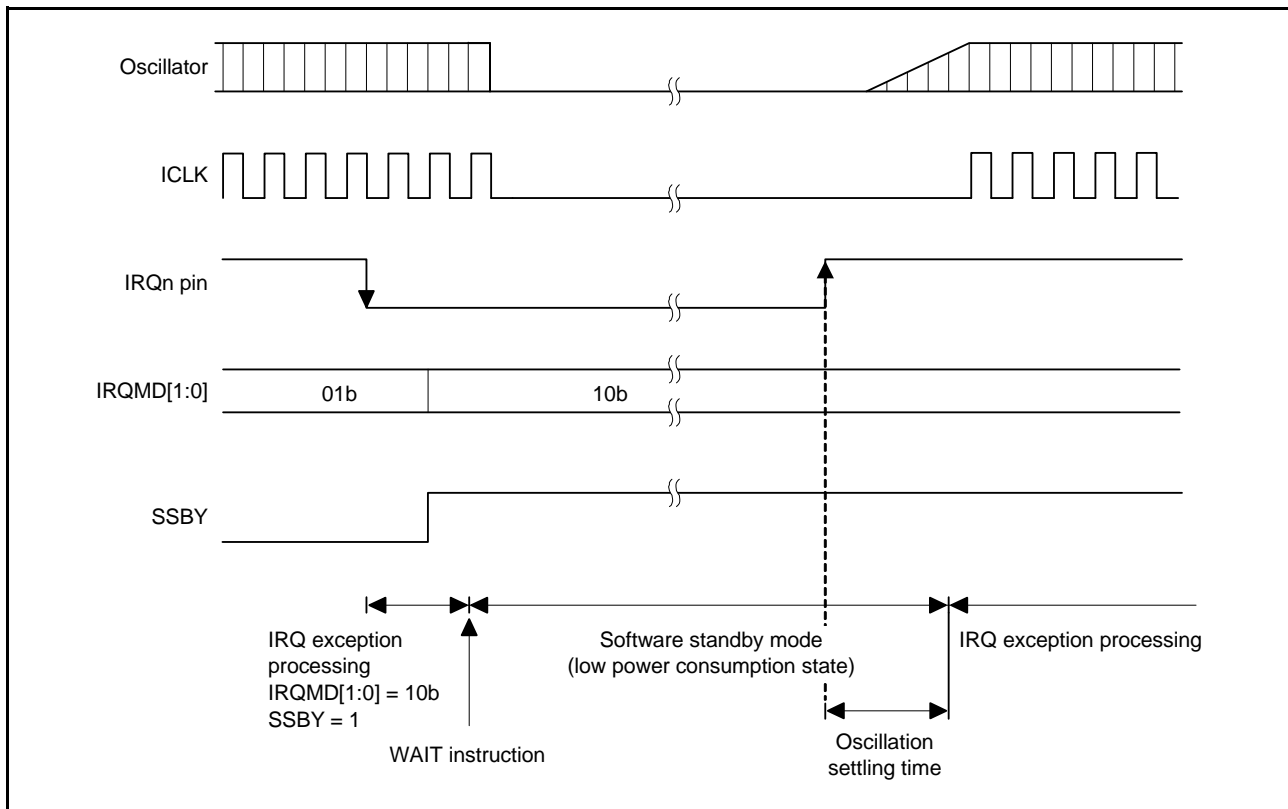 Oscillator
ICLK
IRQn pin
IRQMD[1:0]
01b
10b
SSBY
IRQ exception
processing
IRQMD[1:0] = 10b
SSBY = 1
WAIT instruction
Software standby mode
(low power consumption state)
Oscillation
settling time
IRQ exception processing